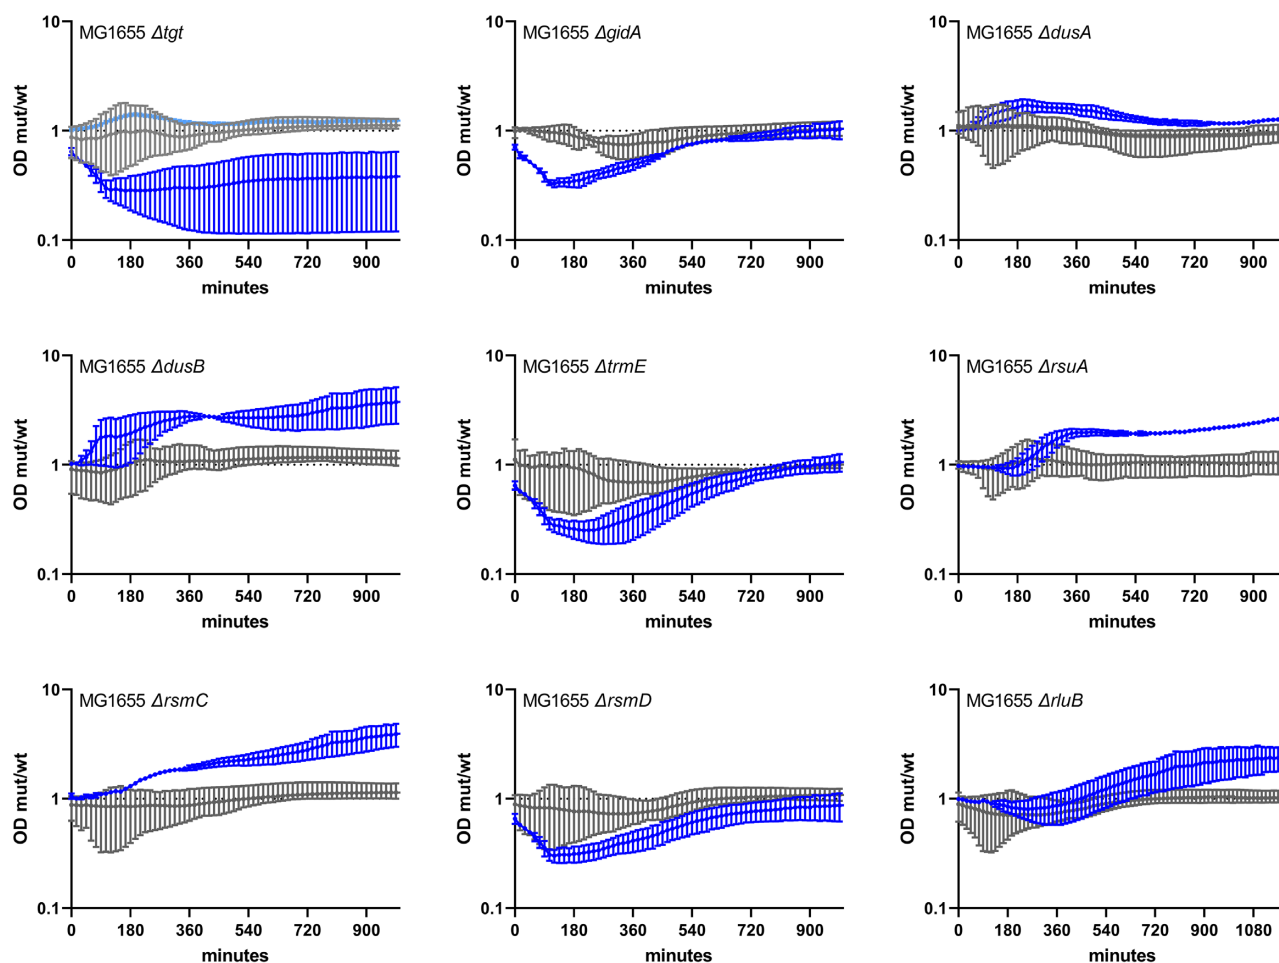 MG1655 Δtgt
10
1
0.1
OD mut/wt
0 180 360 540 720 900
minutes
MG1655 ΔgidA
10
1
0.1
OD mut/wt
0 180 360 540 720 900
minutes
MG1655 ΔdusA
10
1
0.1
OD mut/wt
0 180 360 540 720 900
minutes
MG1655 ΔdusB
10
1
0.1
OD mut/wt
0 180 360 540 720 900
minutes
MG1655 ΔtrmE
10
1
0.1
OD mut/wt
0 180 360 540 720 900
minutes
MG1655 ΔrsuA
10
1
0.1
OD mut/wt
0 180 360 540 720 900
minutes
MG1655 ΔrsmC
10
1
0.1
OD mut/wt
0 180 360 540 720 900
minutes
MG1655 ΔrsmD
10
1
0.1
OD mut/wt
0 180 360 540 720 900
minutes
MG1655 ΔrluB
10
1
0.1
OD mut/wt
0 180 360 540 720 900 1080
minutes